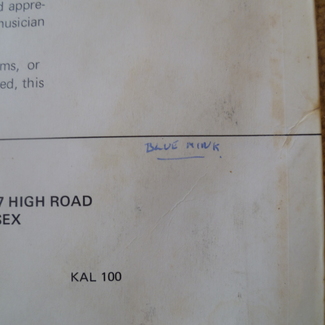 d appre-
musician
ms, or
ed, this
BLUE MINK
7 HIGH ROAD
SEX
KAL 100